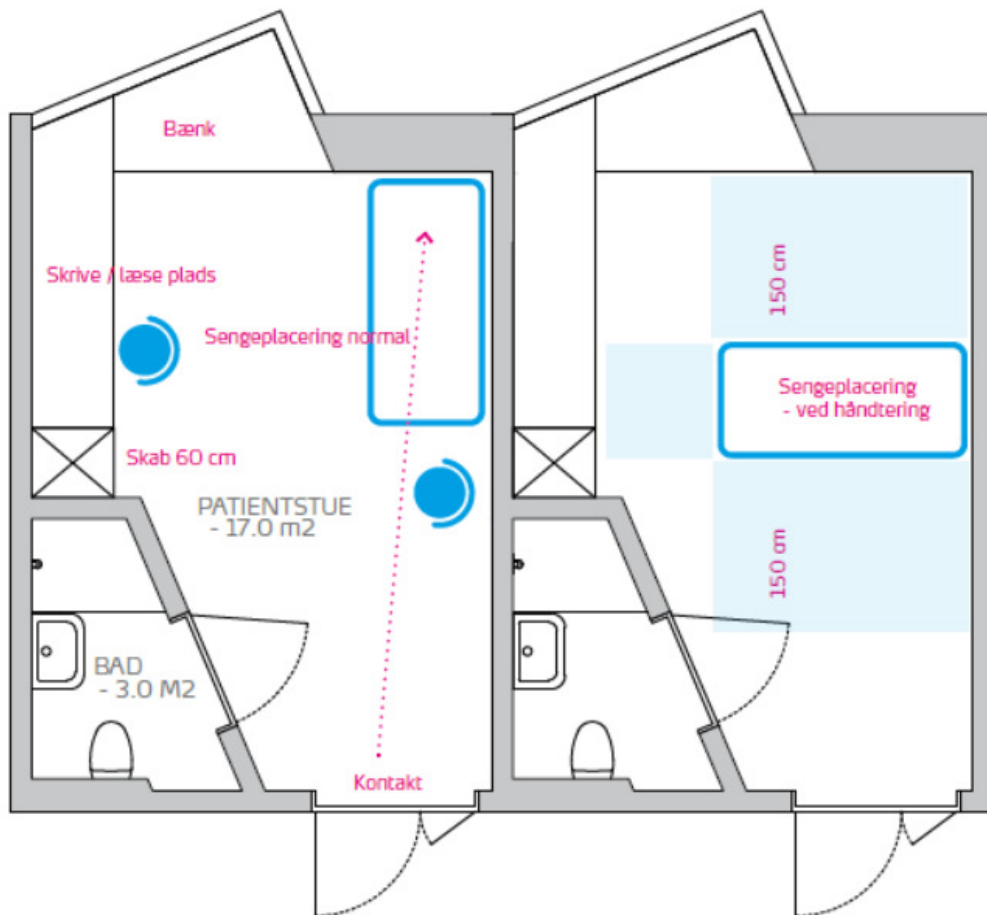 Bænk
Skrive / læse plads
Sengeplacering normal
Skab 60 cm
PATIENTSTUE
- 17.0 m2
BAD
- 3.0 M2
Kontakt
150 cm
Sengeplacering
- ved håndtering
150 cm